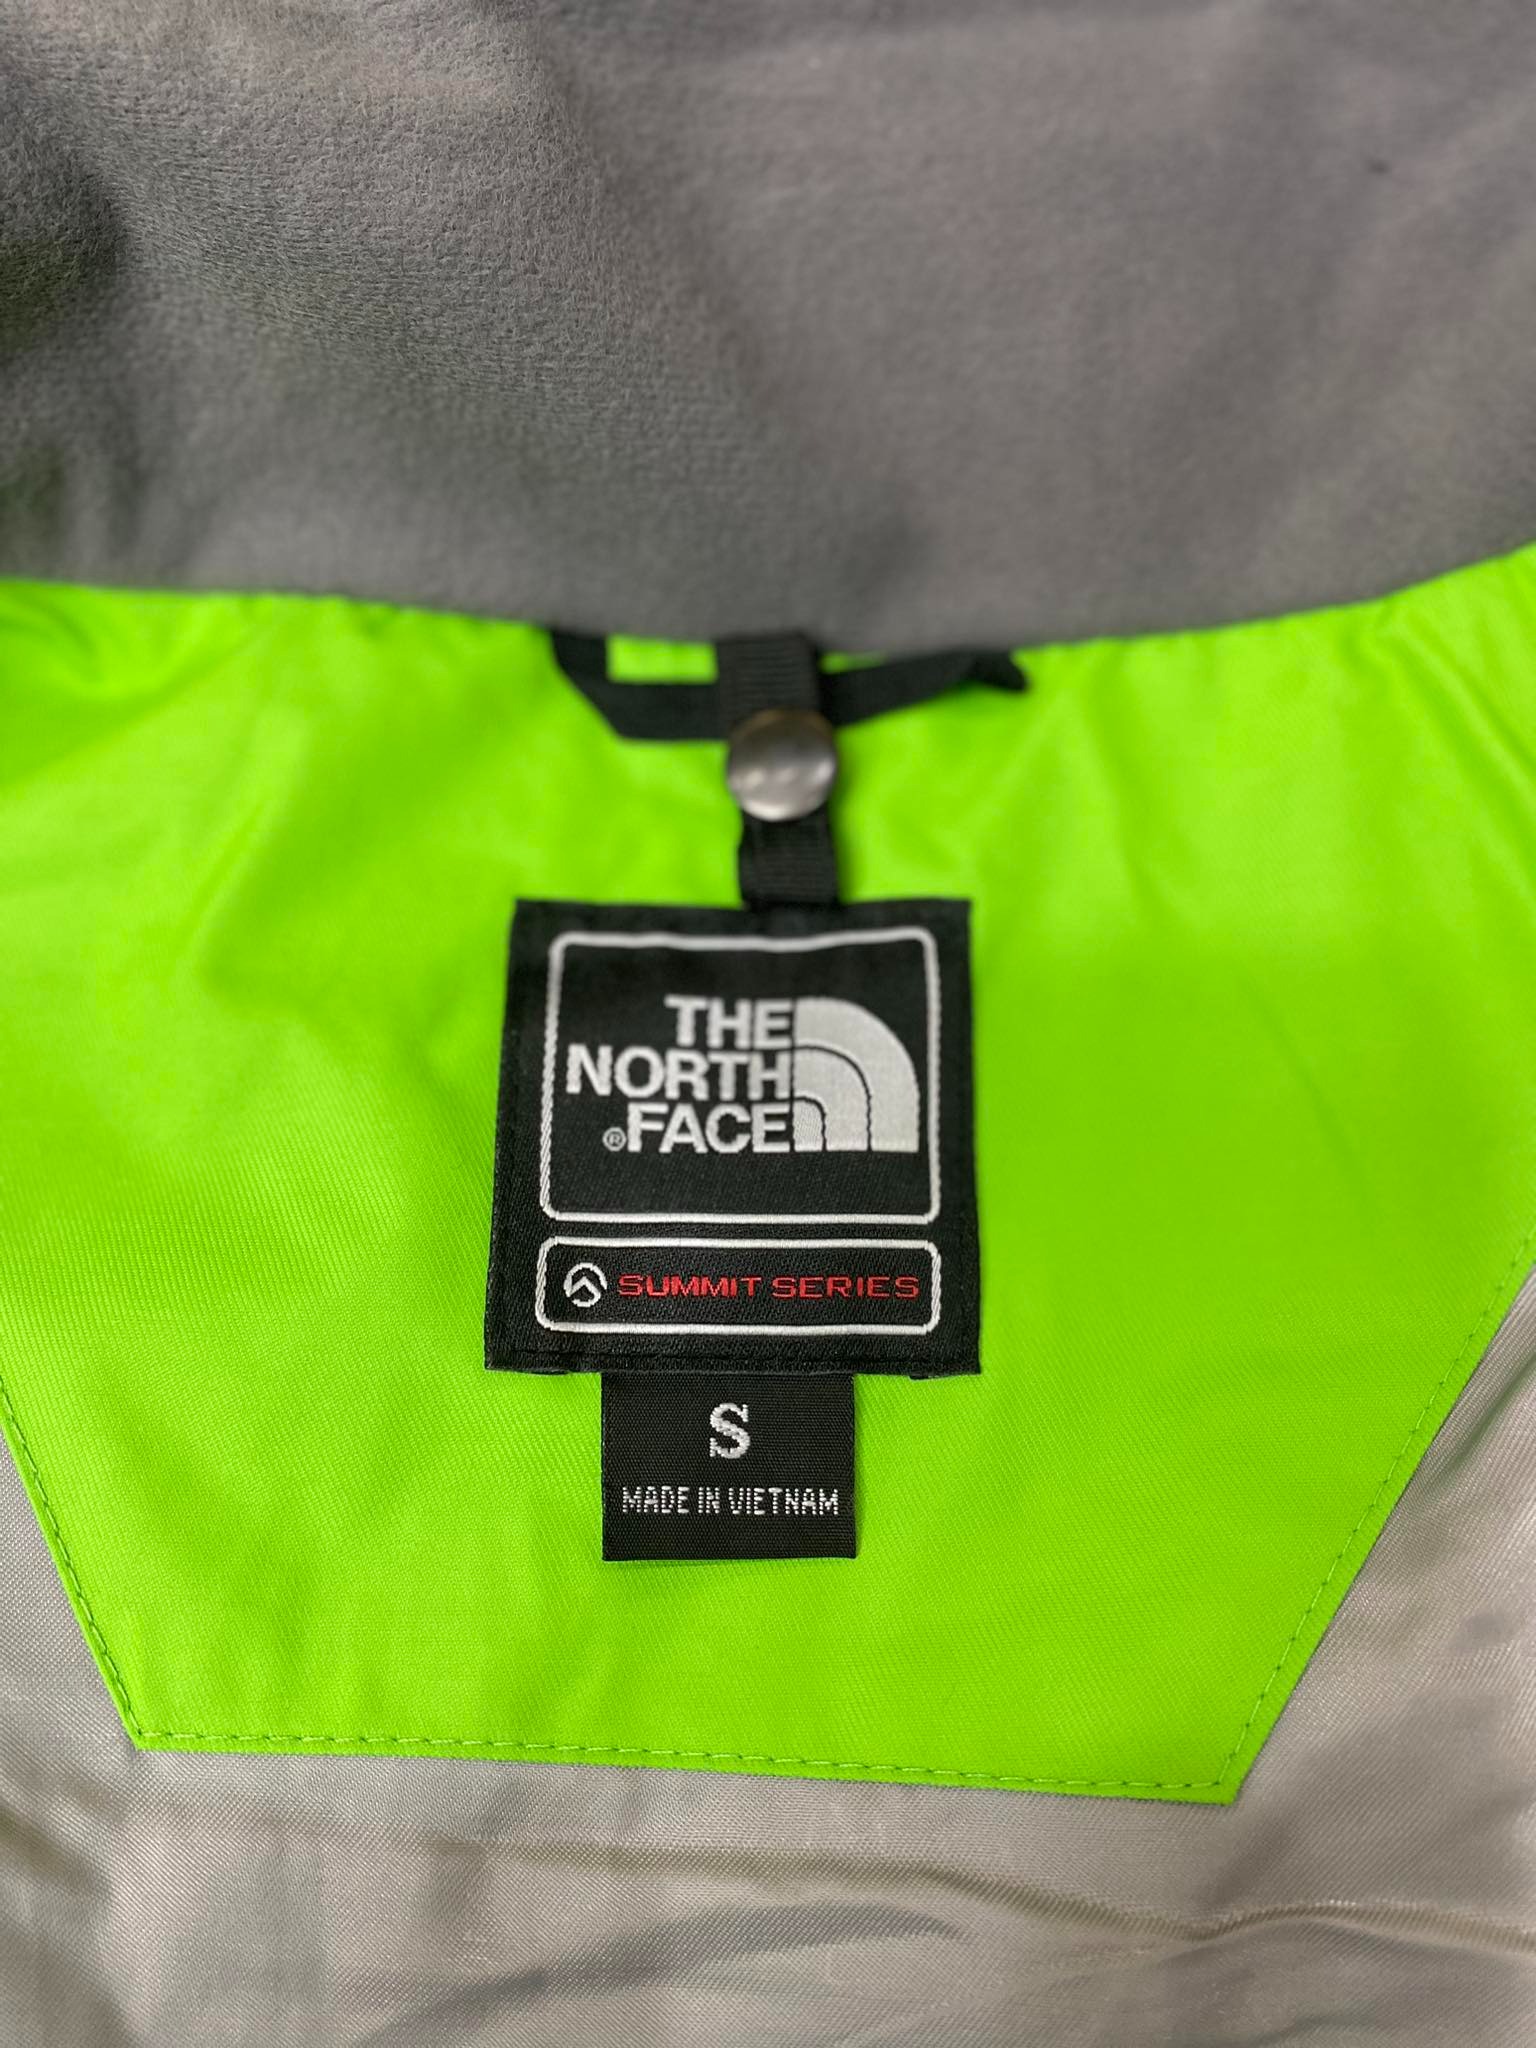 THE
NORTH
®FACE
SUMMIT SERIES
S
MADE IN VIETNAM